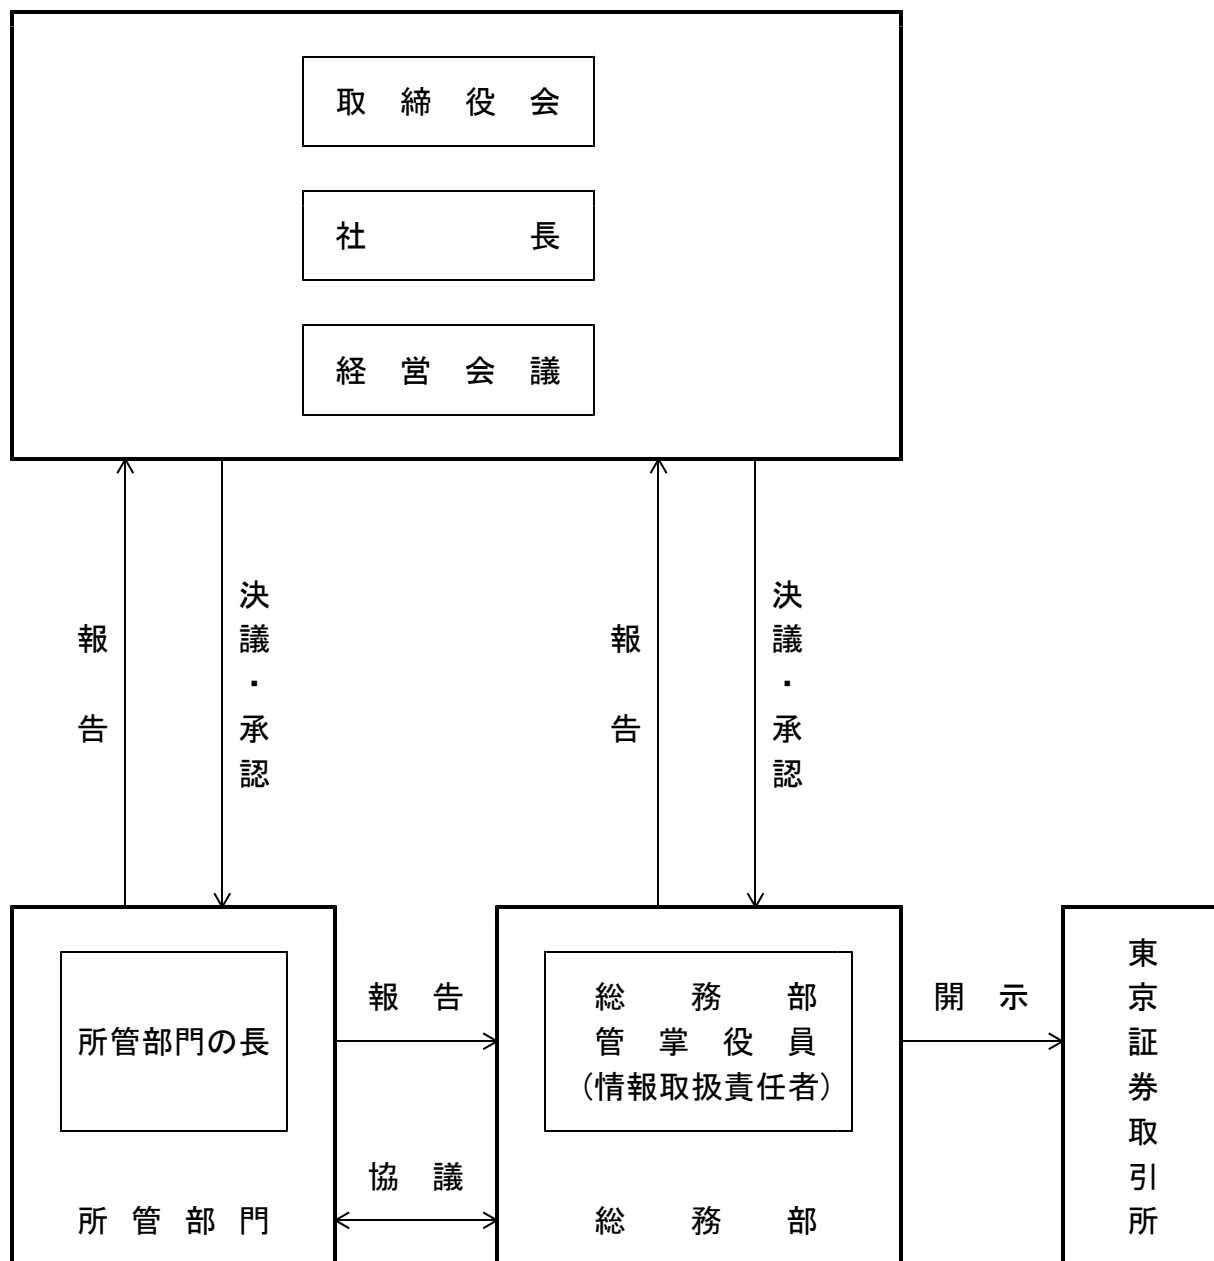 取締役会
社長
経営会議
報告
決議・承認
報告
決議・承認
所管部門の長
報告
総務部
管掌役員
（情報取扱責任者）
開示
東京証券取引所
協議
所管部門
総務部